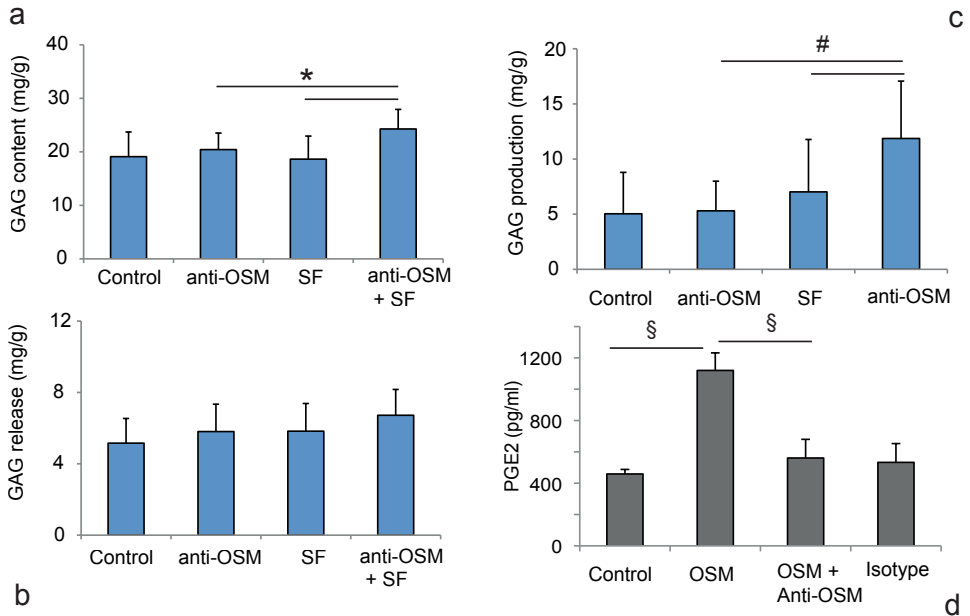 a
GAG content (mg/g)
40
30
20
10
0
*
Control
anti-OSM
SF
anti-OSM
+ SF
c
GAG production (mg/g)
20
15
10
5
0
#
Control
anti-OSM
SF
anti-OSM
GAG release (mg/g)
12
8
4
0
Control
anti-OSM
SF
anti-OSM
+ SF
b
PGE2 (pg/ml)
1200
800
400
0
§
§
Control
OSM
OSM +
Anti-OSM
Isotype
d